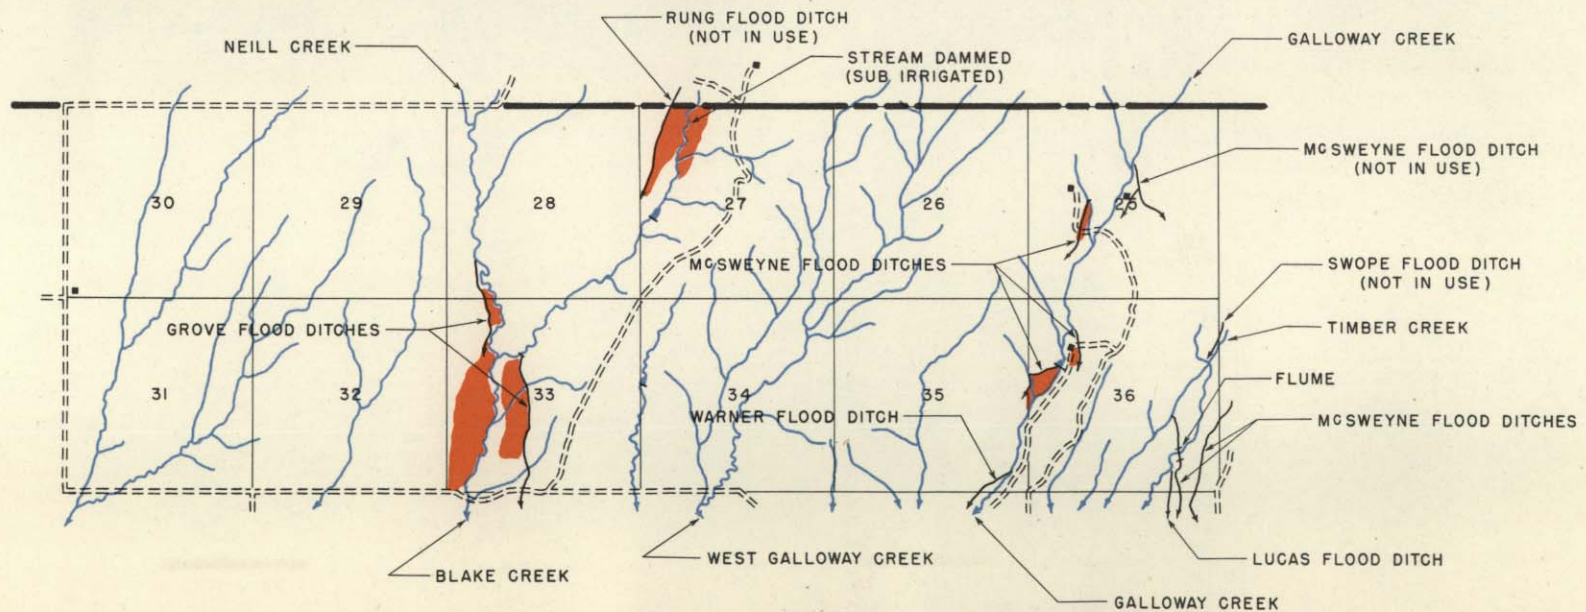 RUNG FLOOD DITCH
(NOT IN USE)
NEILL CREEK
GALLOWAY CREEK
STREAM DAMMED
(SUB IRRIGATED)
McSWEYNE FLOOD DITCH
(NOT IN USE)
30
29
28
27
26
25
McSWEYNE FLOOD DITCHES
SWOPE FLOOD DITCH
(NOT IN USE)
GROVE FLOOD DITCHES
TIMBER CREEK
FLUME
31
32
33
34
35
36
WARNER FLOOD DITCH
McSWEYNE FLOOD DITCHES
WEST GALLOWAY CREEK
LUCAS FLOOD DITCH
BLAKE CREEK
GALLOWAY CREEK